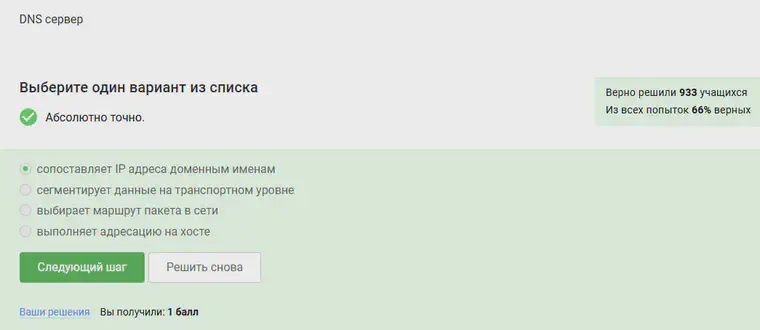 DNS сервер
Выберите один вариант из списка
Абсолютно точно.
Верно решили 933 учащихся
Из всех попыток 66% верных
сопоставляет IP адреса доменным именам
сегментирует данные на транспортном уровне
выбирает маршрут пакета в сети
выполняет адресацию на хосте
Следующий шаг
Решить снова
Ваши решения Вы получили: 1 балл